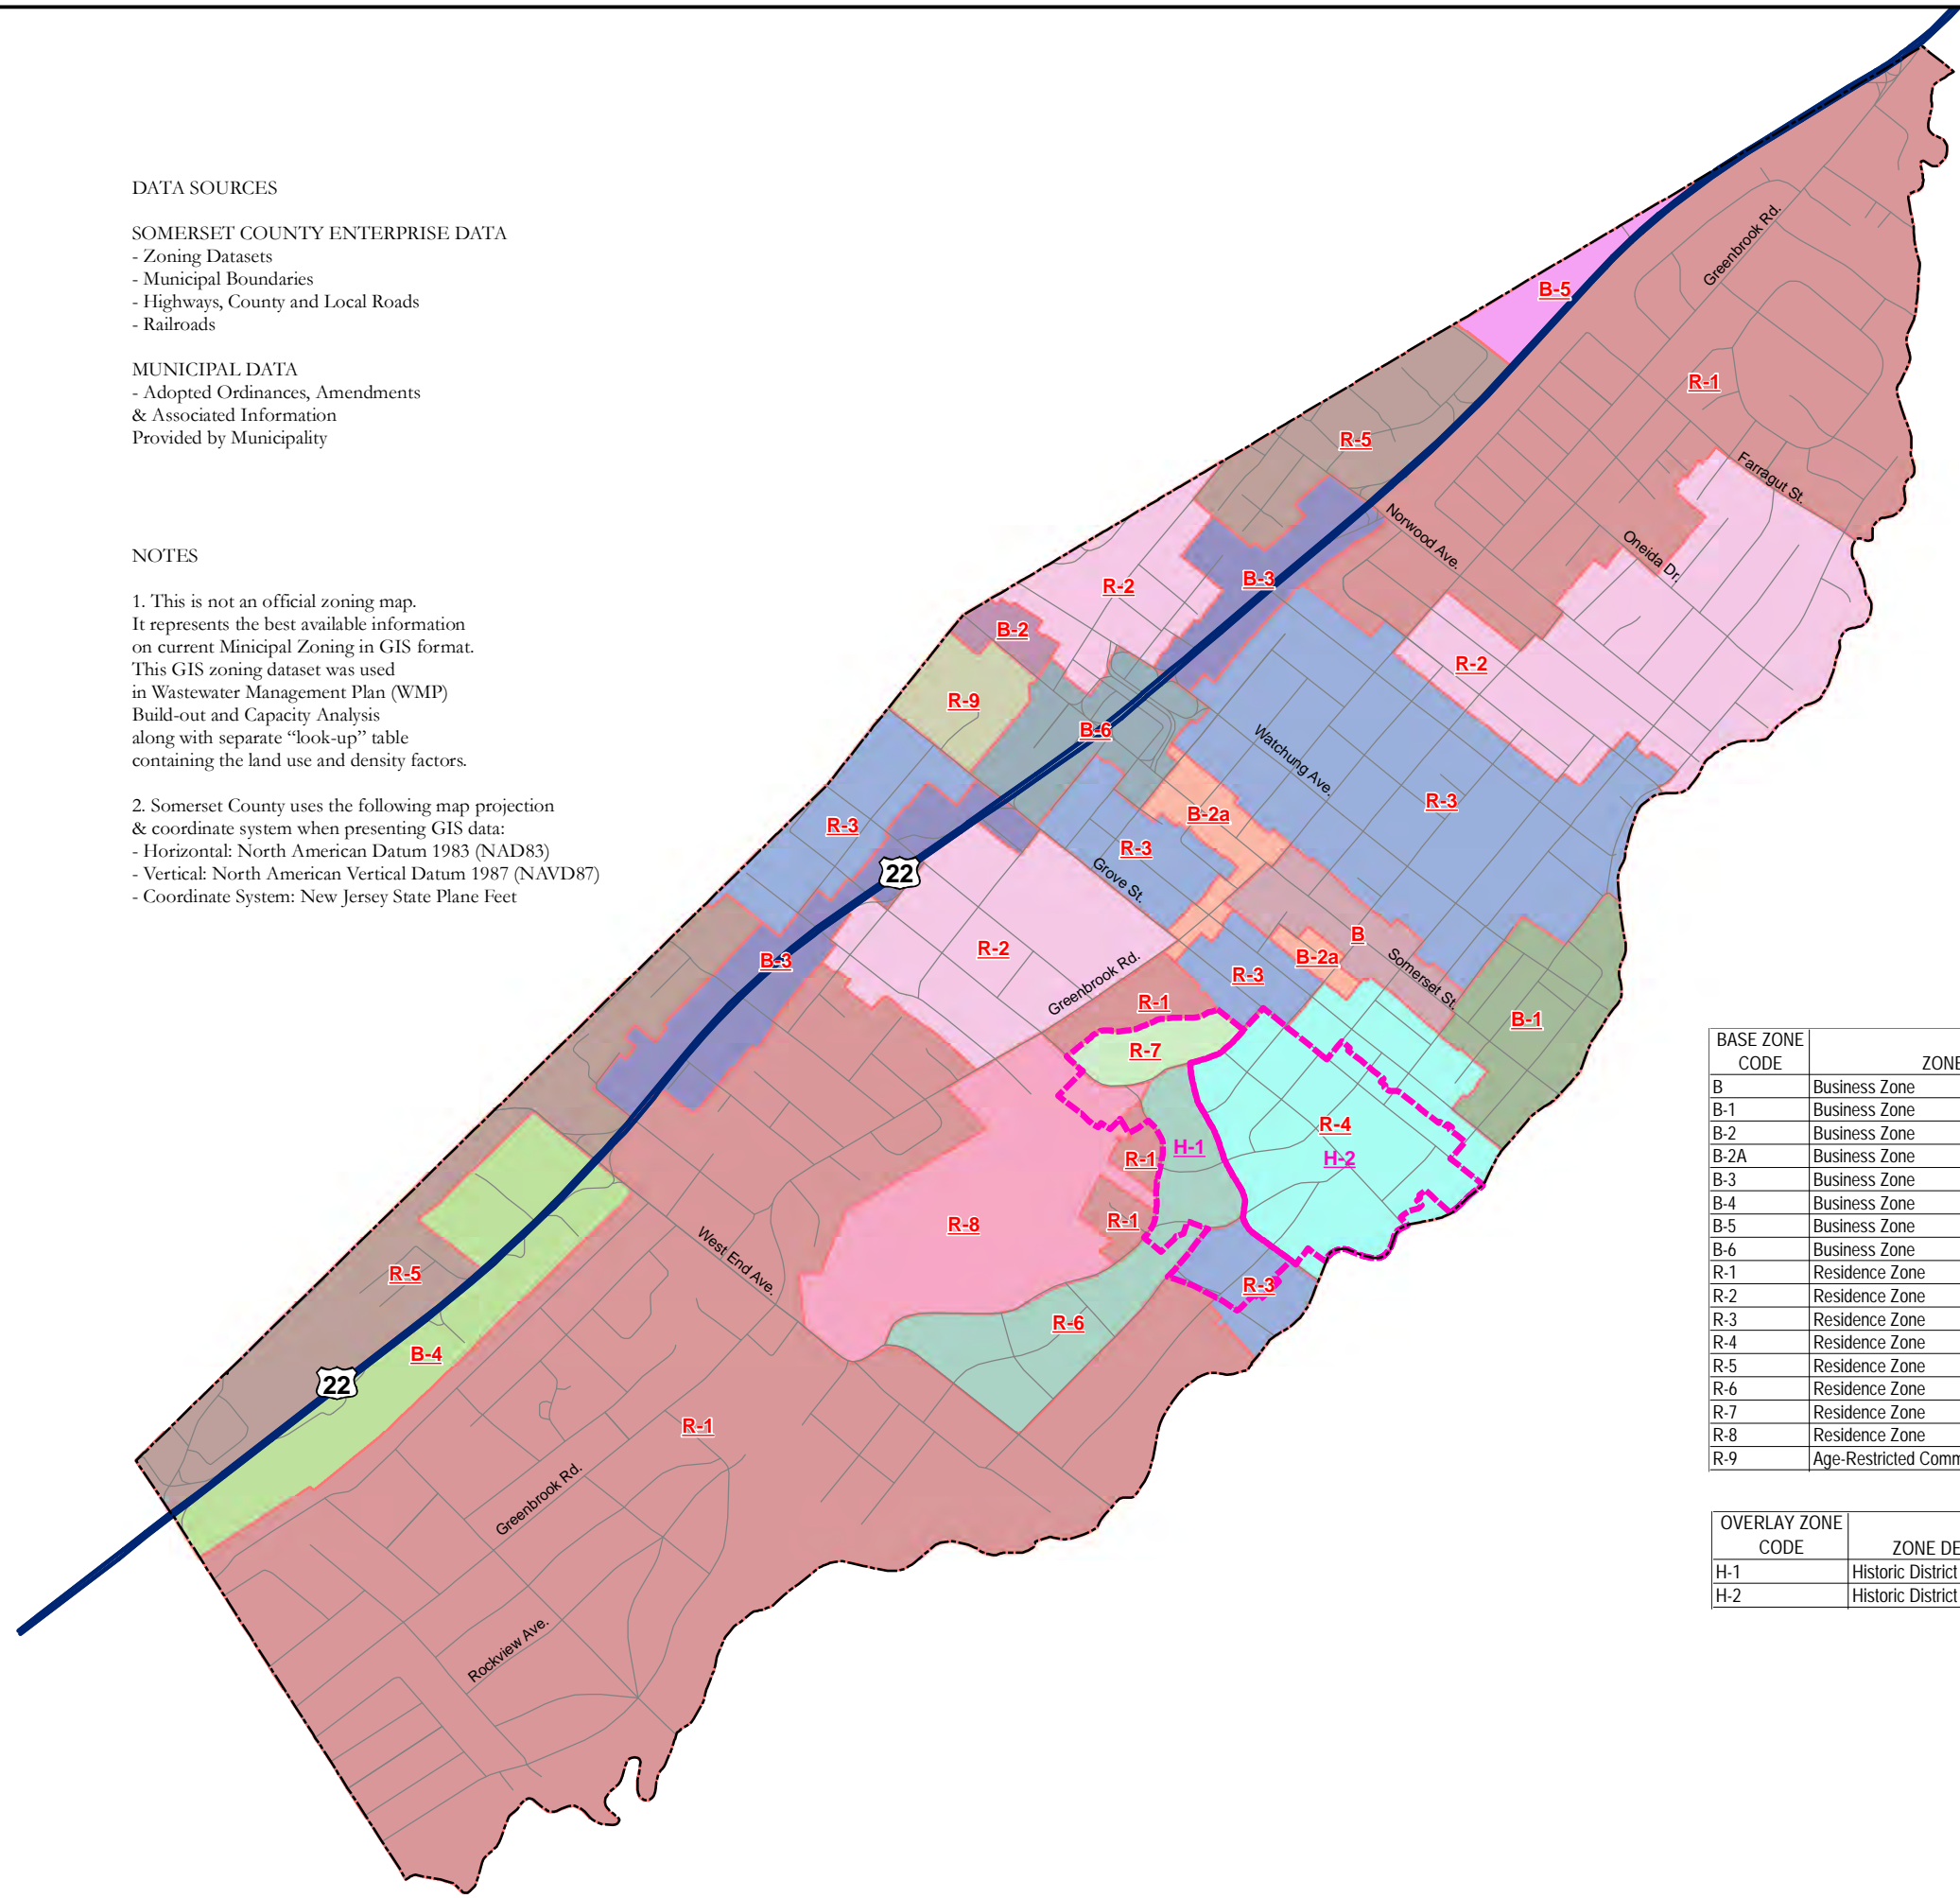 DATA SOURCES
SOMERSET COUNTY ENTERPRISE DATA
- Zoning Datasets
- Municipal Boundaries
- Highways, County and Local Roads
- Railroads
MUNICIPAL DATA
- Adopted Ordinances, Amendments
& Associated Information
Provided by Municipality
NOTES
1. This is not an official zoning map.
It represents the best available information
on current Minicipal Zoning in GIS format.
This GIS zoning dataset was used
in Wastewater Management Plan (WMP)
Build-out and Capacity Analysis
along with separate “look-up” table
containing the land use and density factors.
2. Somerset County uses the following map projection
& coordinate system when presenting GIS data:
- Horizontal: North American Datum 1983 (NAD83)
- Vertical: North American Vertical Datum 1987 (NAVD87)
- Coordinate System: New Jersey State Plane Feet
Greenbrook Rd.
B-5
R-1
R-5
Farragut St.
Norwood Ave.
Oneida Dr.
B-3
R-2
B-2
R-2
R-9
B-6
Watchung Ave.
R-3
B-2a
R-3
R-3
Grove St.
22
B
R-2
B-2a
B-3
Somerset St.
R-3
Greenbrook Rd.
R-1
B-1
R-7
R-4
H-1
H-2
R-1
R-1
R-8
West End Ave.
R-5
R-3
R-6
B-4
22
R-1
Greenbrook Rd.
Rockview Ave.
BASE ZONE
CODE ZONE
B Business Zone
B-1 Business Zone
B-2 Business Zone
B-2A Business Zone
B-3 Business Zone
B-4 Business Zone
B-5 Business Zone
B-6 Business Zone
R-1 Residence Zone
R-2 Residence Zone
R-3 Residence Zone
R-4 Residence Zone
R-5 Residence Zone
R-6 Residence Zone
R-7 Residence Zone
R-8 Residence Zone
R-9 Age-Restricted Comm
OVERLAY ZONE
CODE ZONE DE
H-1 Historic District
H-2 Historic District